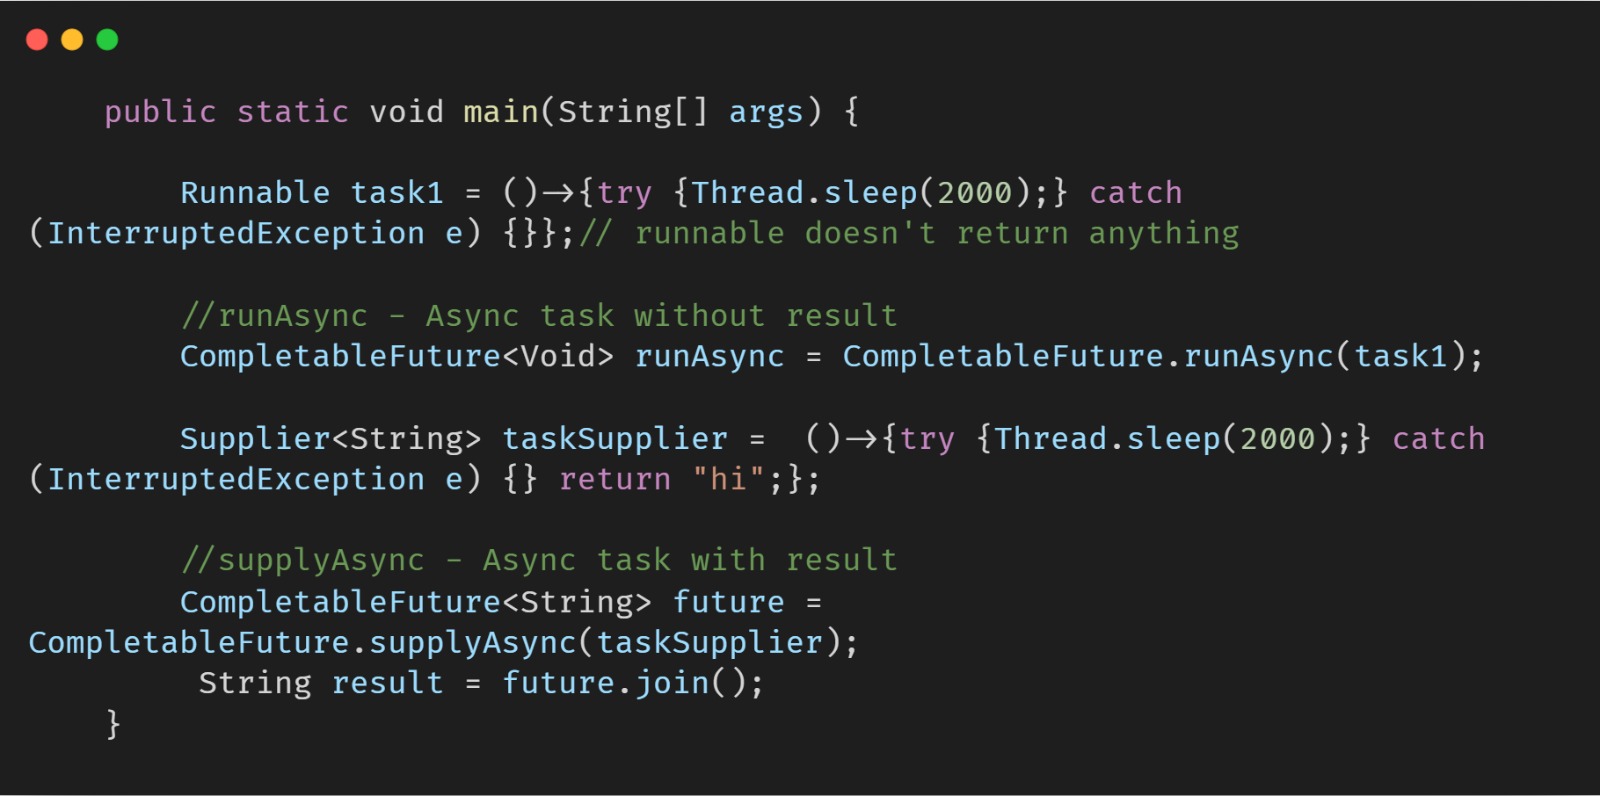 public static void main(String[] args) {
Runnable task1 = ()->{try {Thread.sleep(2000);} catch
(InterruptedException e) {}};// runnable doesn't return anything
//runAsync - Async task without result
CompletableFuture<Void> runAsync = CompletableFuture.runAsync(task1);
Supplier<String> taskSupplier =  ()->{try {Thread.sleep(2000);} catch
(InterruptedException e) {} return "hi";};
//supplyAsync - Async task with result
CompletableFuture<String> future =
CompletableFuture.supplyAsync(taskSupplier);
String result = future.join();
}